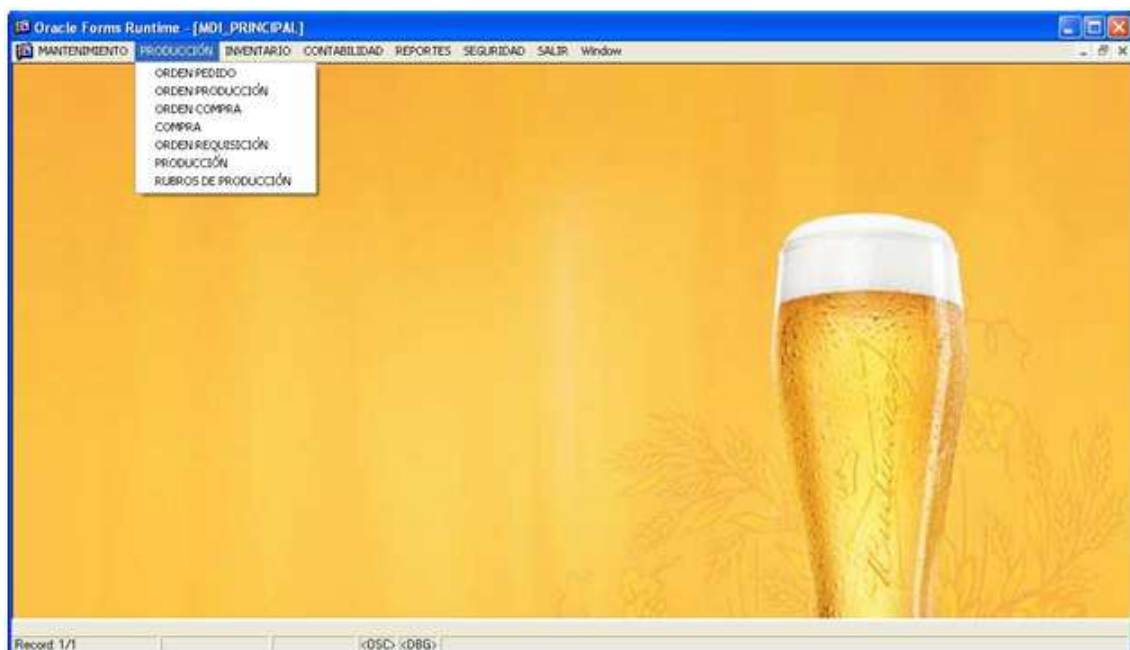 Oracle Forms Runtime - [MDI_PRINCIPAL]
MANTENIMIENTO PRODUCCIÓN INVENTARIO CONTABILIDAD REPORTES SEGURIDAD SALIR Window
ORDEN PEDIDO
ORDEN PRODUCCIÓN
ORDEN COMPRA
COMPRA
ORDEN REQUISICIÓN
PRODUCCIÓN
RUBROS DE PRODUCCIÓN
Record: 1/1 <OSC> <DBG>